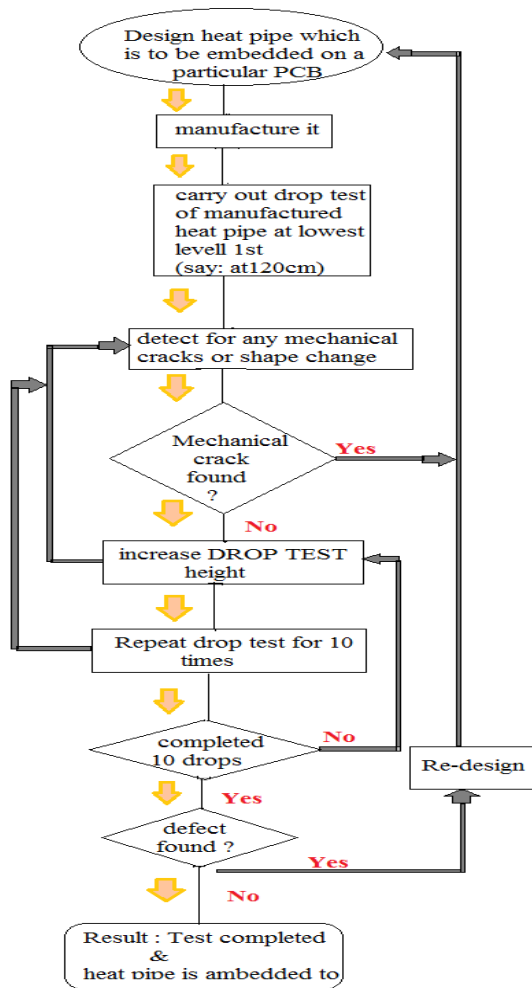 Design heat pipe which
is to be embedded on a
particular PCB
manufacture it
carry out drop test
of manufactured
heat pipe at lowest
levell 1st
(say: at120cm)
detect for any mechanical
cracks or shape change
Mechanical
crack
found
?
Yes
No
increase DROP TEST
height
Repeat drop test for 10
times
completed
10 drops
No
Yes
Re-design
defect
found ?
Yes
No
Result : Test completed
&
heat pipe is ambedded to